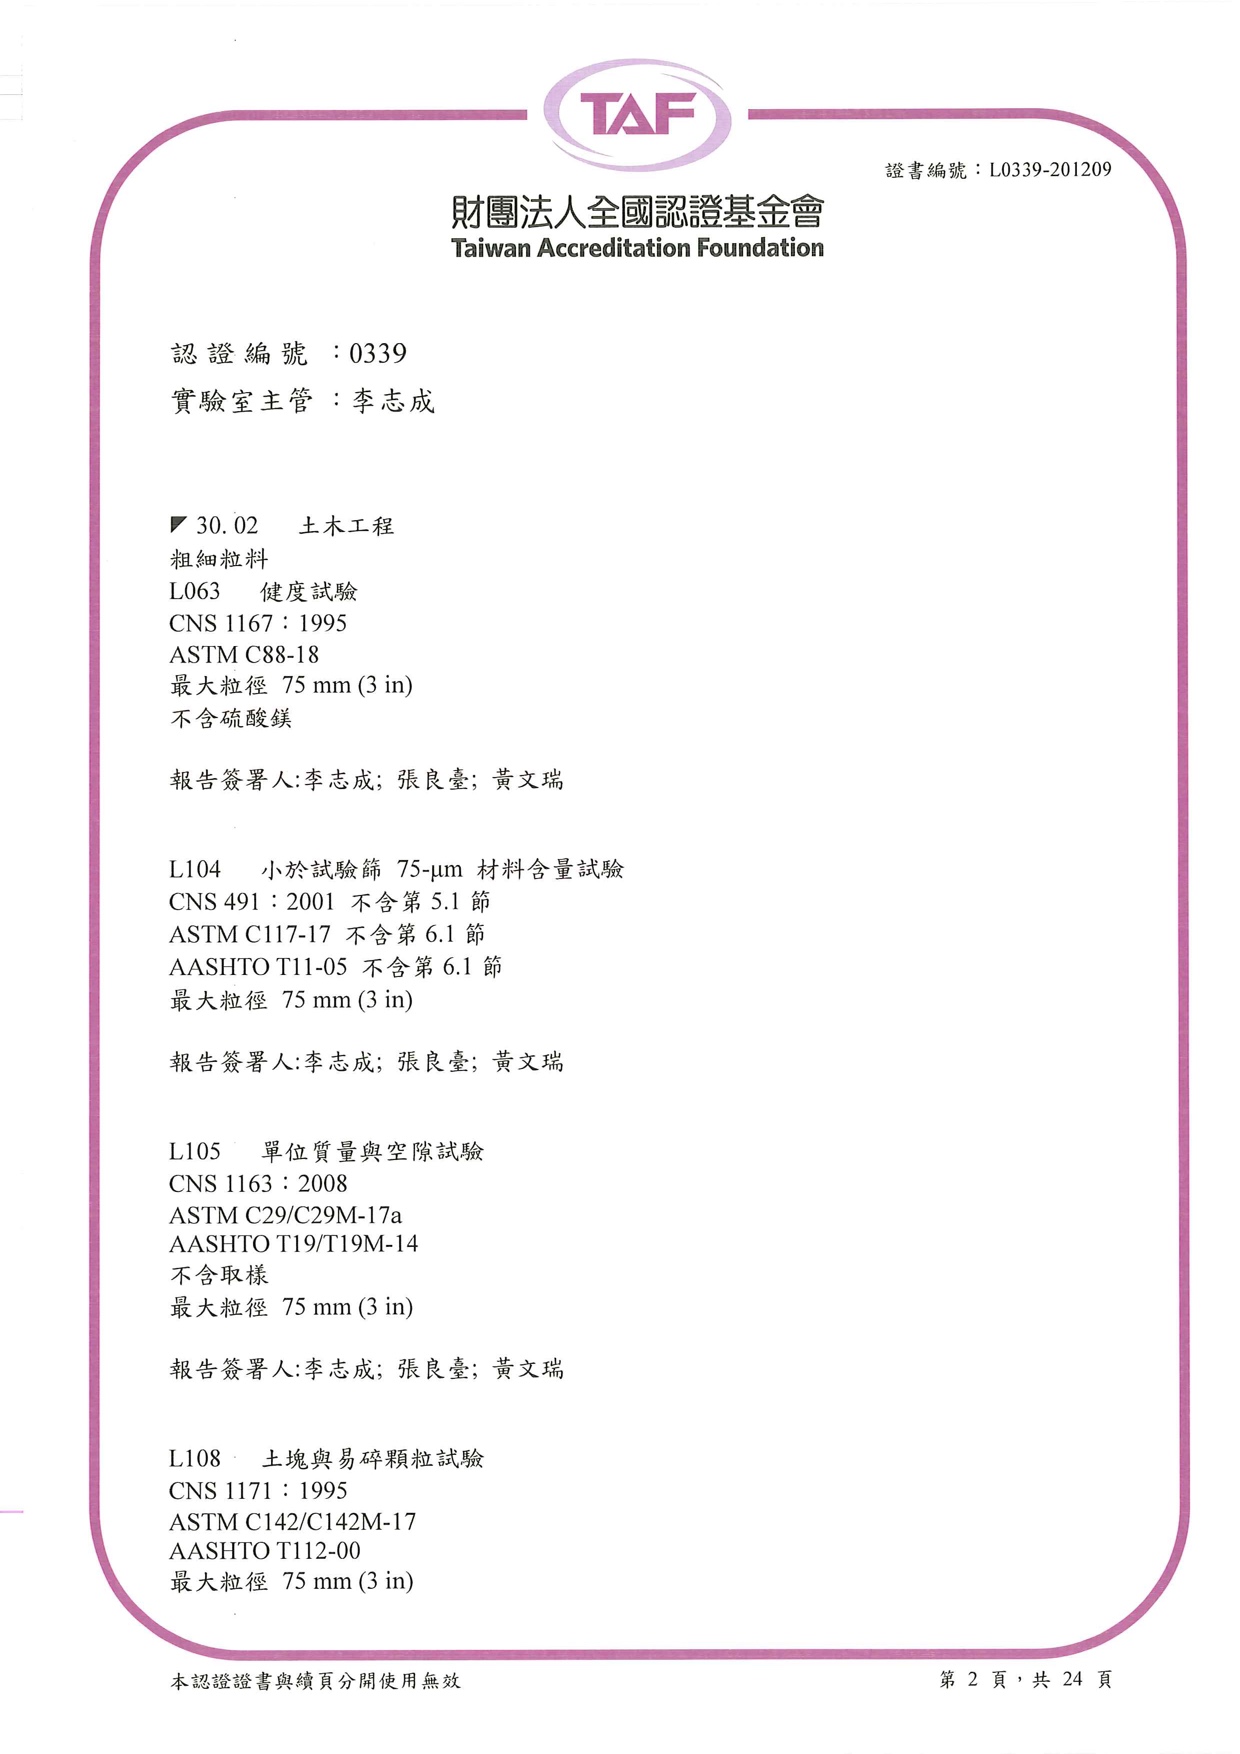 TAF
證書編號：L0339-201209
財團法人全國認證基金會
Taiwan Accreditation Foundation
認證編號 ：0339
實驗室主管 ：李志成
30.02 土木工程
粗細粒料
L063 健度試驗
CNS 1167：1995
ASTM C88-18
最大粒徑 75 mm (3 in)
不含硫酸鎂
報告簽署人:李志成; 張良臺; 黃文瑞
L104 小於試驗篩 75-μm 材料含量試驗
CNS 491：2001 不含第 5.1 節
ASTM C117-17 不含第 6.1 節
AASHTO T11-05 不含第 6.1 節
最大粒徑 75 mm (3 in)
報告簽署人:李志成; 張良臺; 黃文瑞
L105 單位質量與空隙試驗
CNS 1163：2008
ASTM C29/C29M-17a
AASHTO T19/T19M-14
不含取樣
最大粒徑 75 mm (3 in)
報告簽署人:李志成; 張良臺; 黃文瑞
L108 土塊與易碎顆粒試驗
CNS 1171：1995
ASTM C142/C142M-17
AASHTO T112-00
最大粒徑 75 mm (3 in)
本認證證書與續頁分開使用無效
第 2 頁，共 24 頁